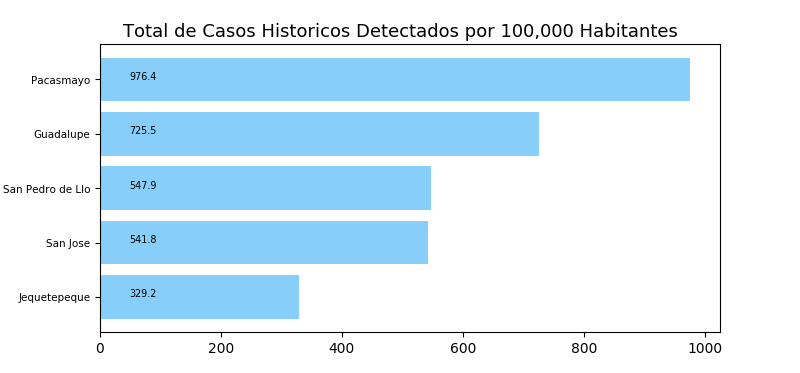 Total de Casos Historicos Detectados por 100,000 Habitantes
Pacasmayo 976.4
Guadalupe 725.5
San Pedro de Llo 547.9
San Jose 541.8
Jequetepeque 329.2
0 200 400 600 800 1000